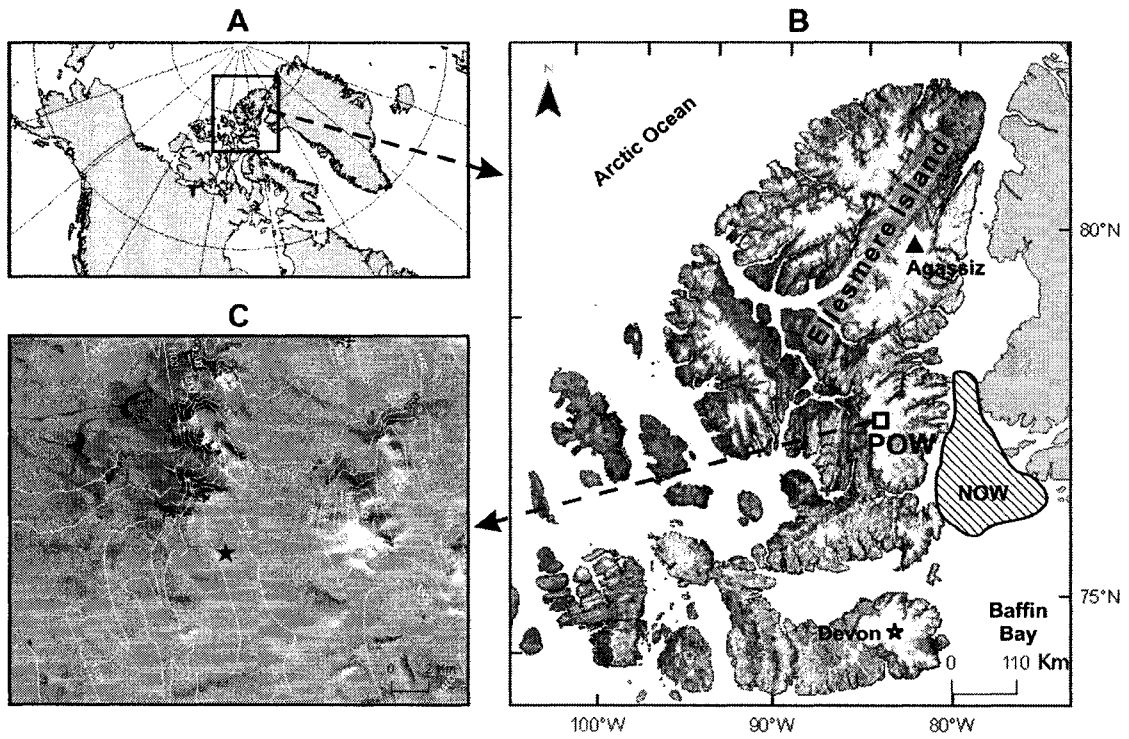 A
B
C
N
Arctic Ocean
Ellesmere Island
80°N
Agassiz
POW
NOW
75°N
Devon
Baffin
Bay
0 110 Km
0 2 Km
100°W 90°W 80°W